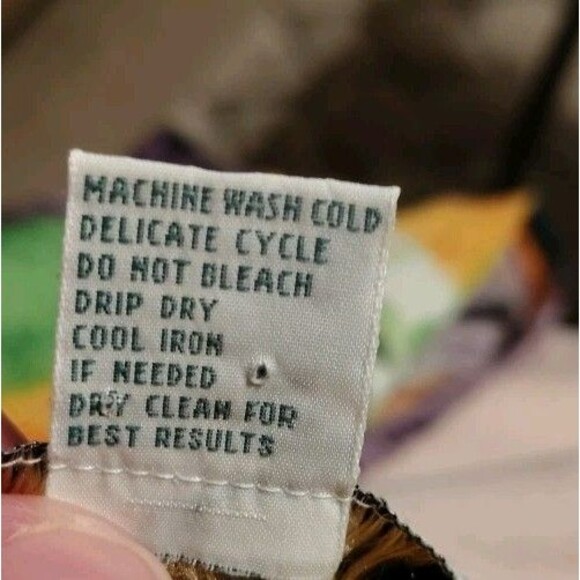 MACHINE WASH COLD
DELICATE CYCLE
DO NOT BLEACH
DRIP DRY
COOL IRON
IF NEEDED
DRY CLEAN FOR
BEST RESULTS